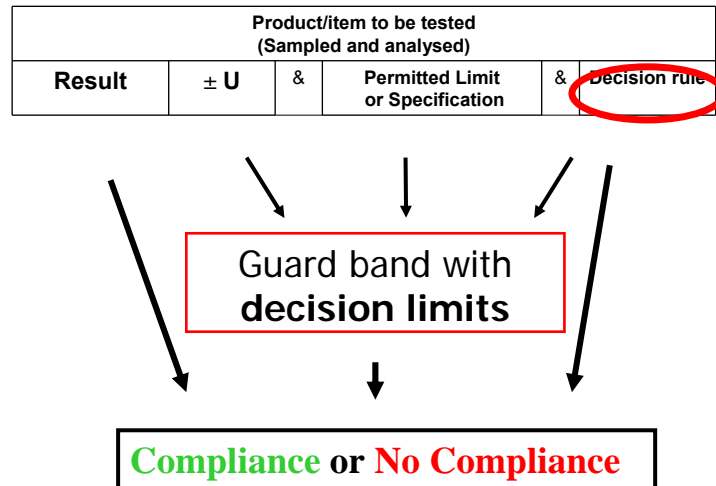 Product/item to be tested
(Sampled and analysed)
Result ± U & Permitted Limit or Specification & Decision rule
Guard band with
decision limits
Compliance or No Compliance